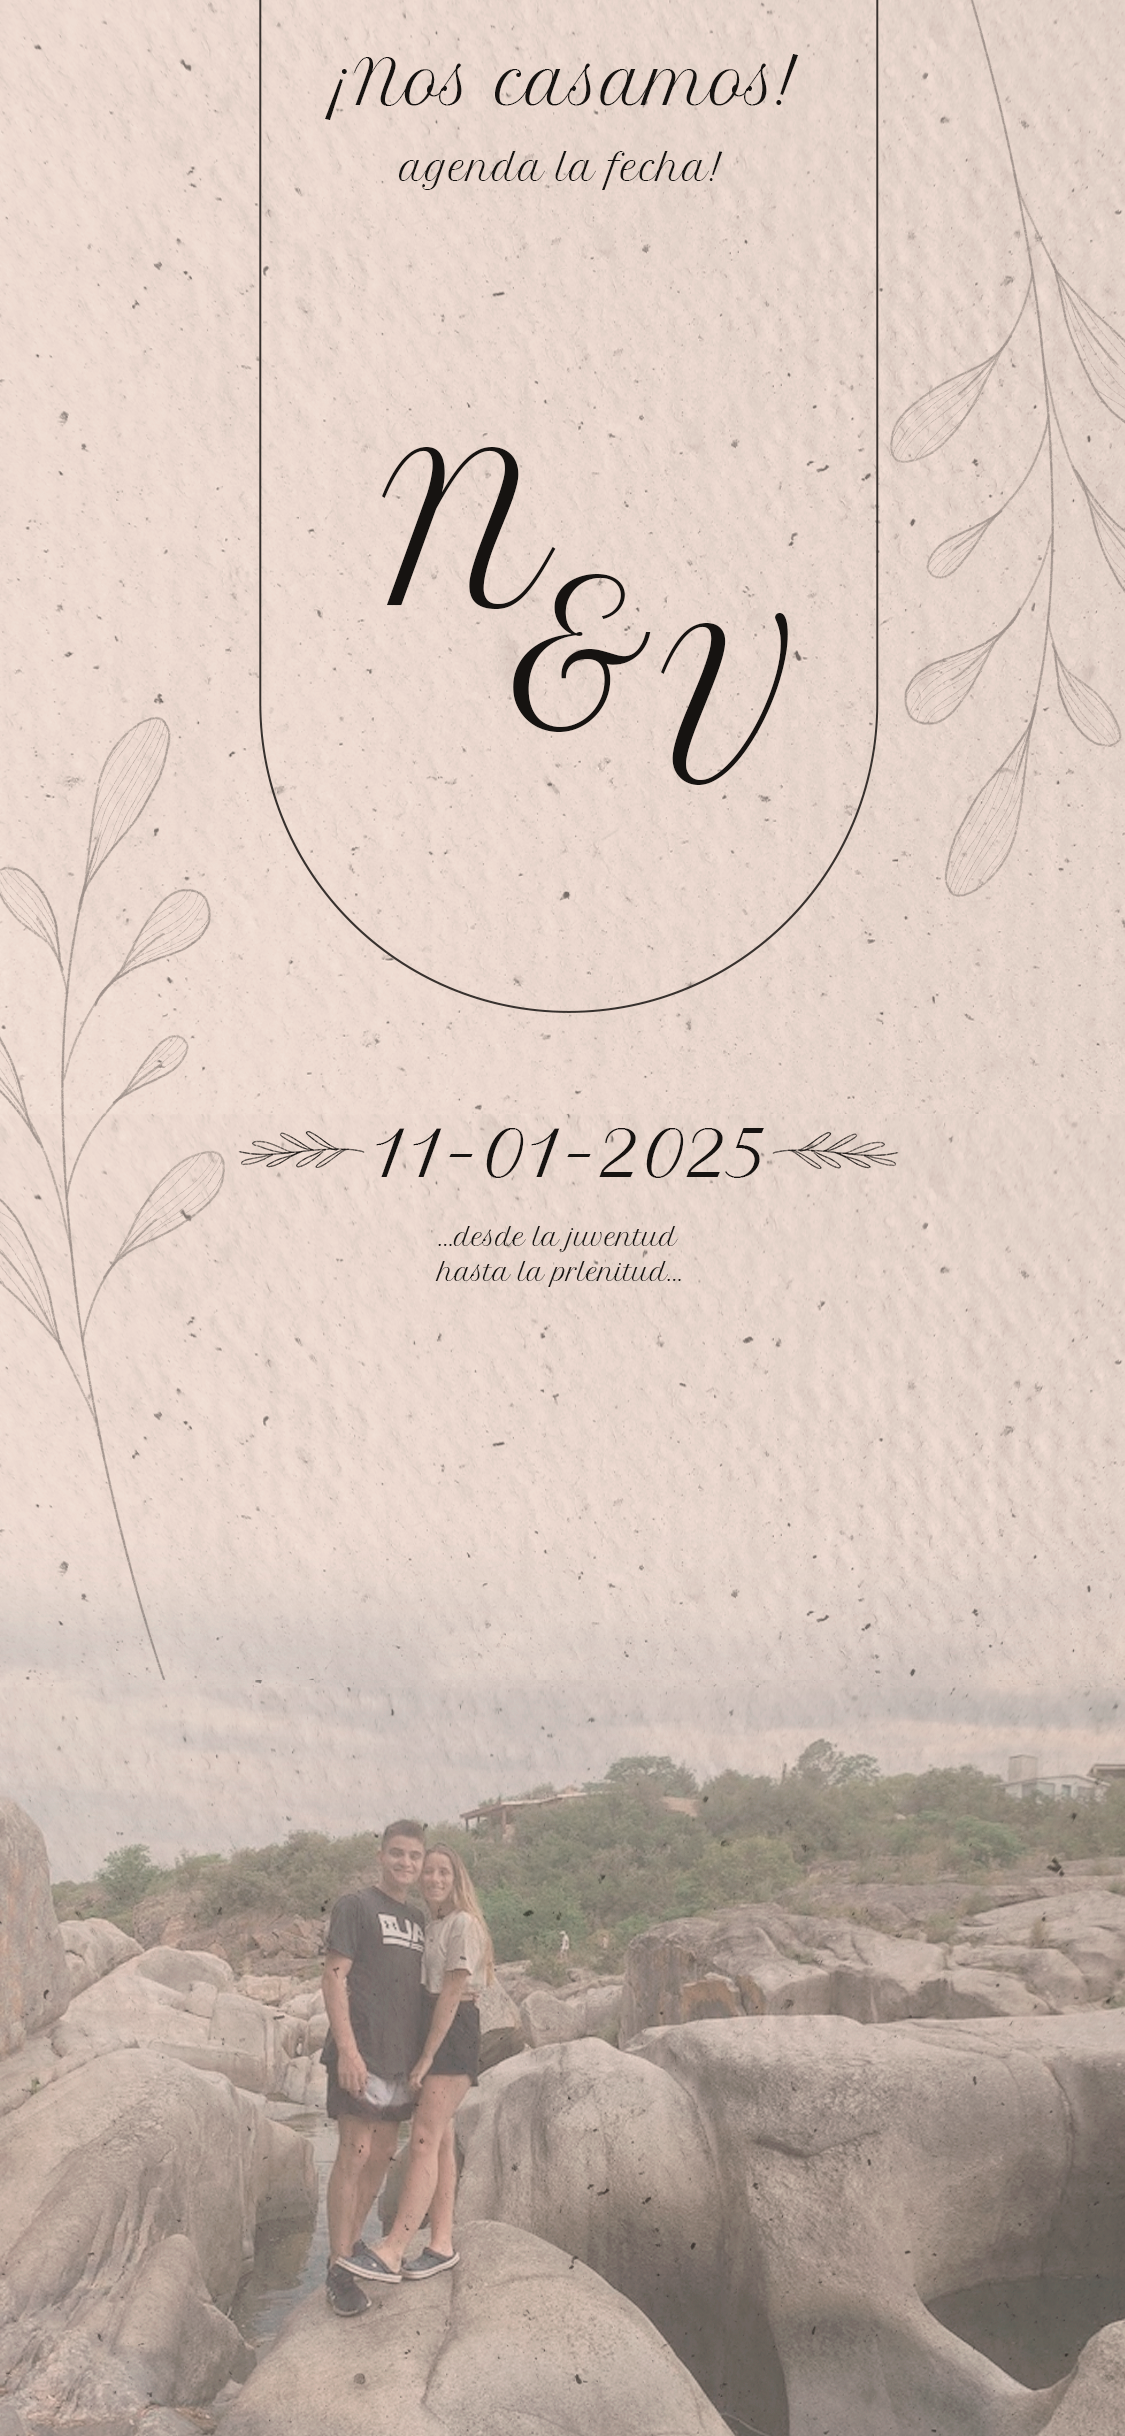 ¡Nos casamos!
agenda la fecha!
N
&
V
11-01-2025
...desde la juventud
hasta la prlenitud...